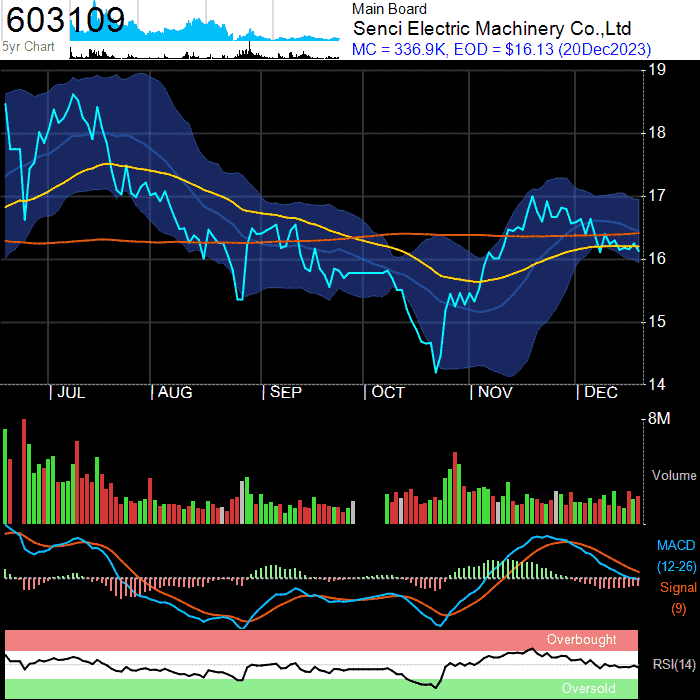 603109
5yr Chart
Main Board
Senci Electric Machinery Co.,Ltd
MC = 336.9K, EOD = $16.13 (20Dec2023)
19
18
17
16
15
14
| JUL | AUG | SEP | OCT | NOV | DEC
8M
Volume
MACD
(12-26)
Signal
(9)
Overbought
RSI(14)
Oversold